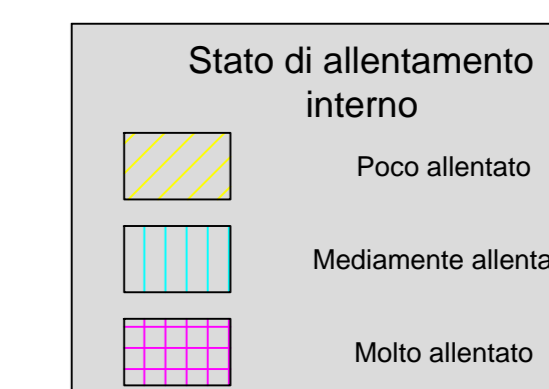 Stato di allentamento
interno
Poco allentato
Mediamente allenta
Molto allentato